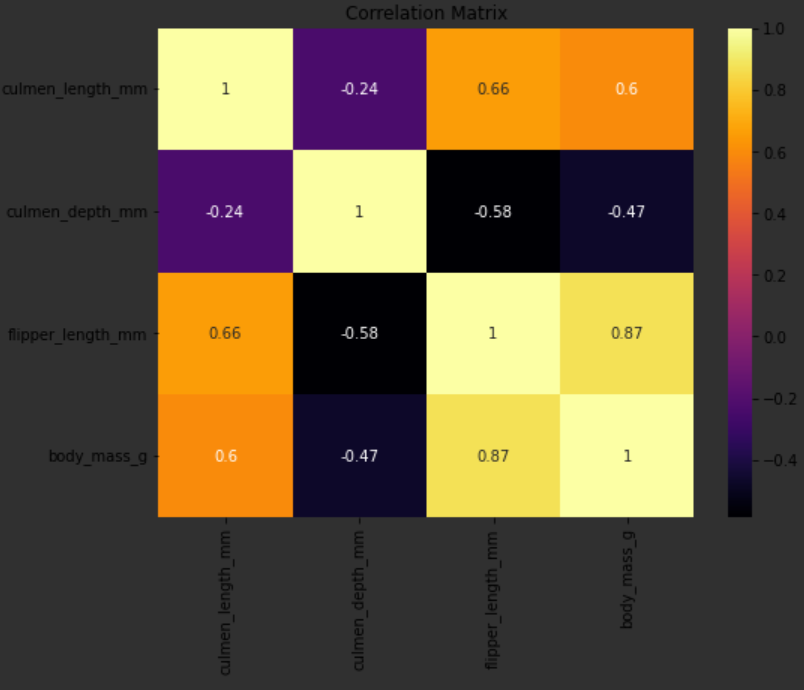 Correlation Matrix
culmen_length_mm 1 -0.24 0.66 0.6
culmen_depth_mm -0.24 1 -0.58 -0.47
flipper_length_mm 0.66 -0.58 1 0.87
body_mass_g 0.6 -0.47 0.87 1
culmen_length_mm
culmen_depth_mm
flipper_length_mm
body_mass_g
1.0
0.8
0.6
0.4
0.2
0.0
−0.2
−0.4